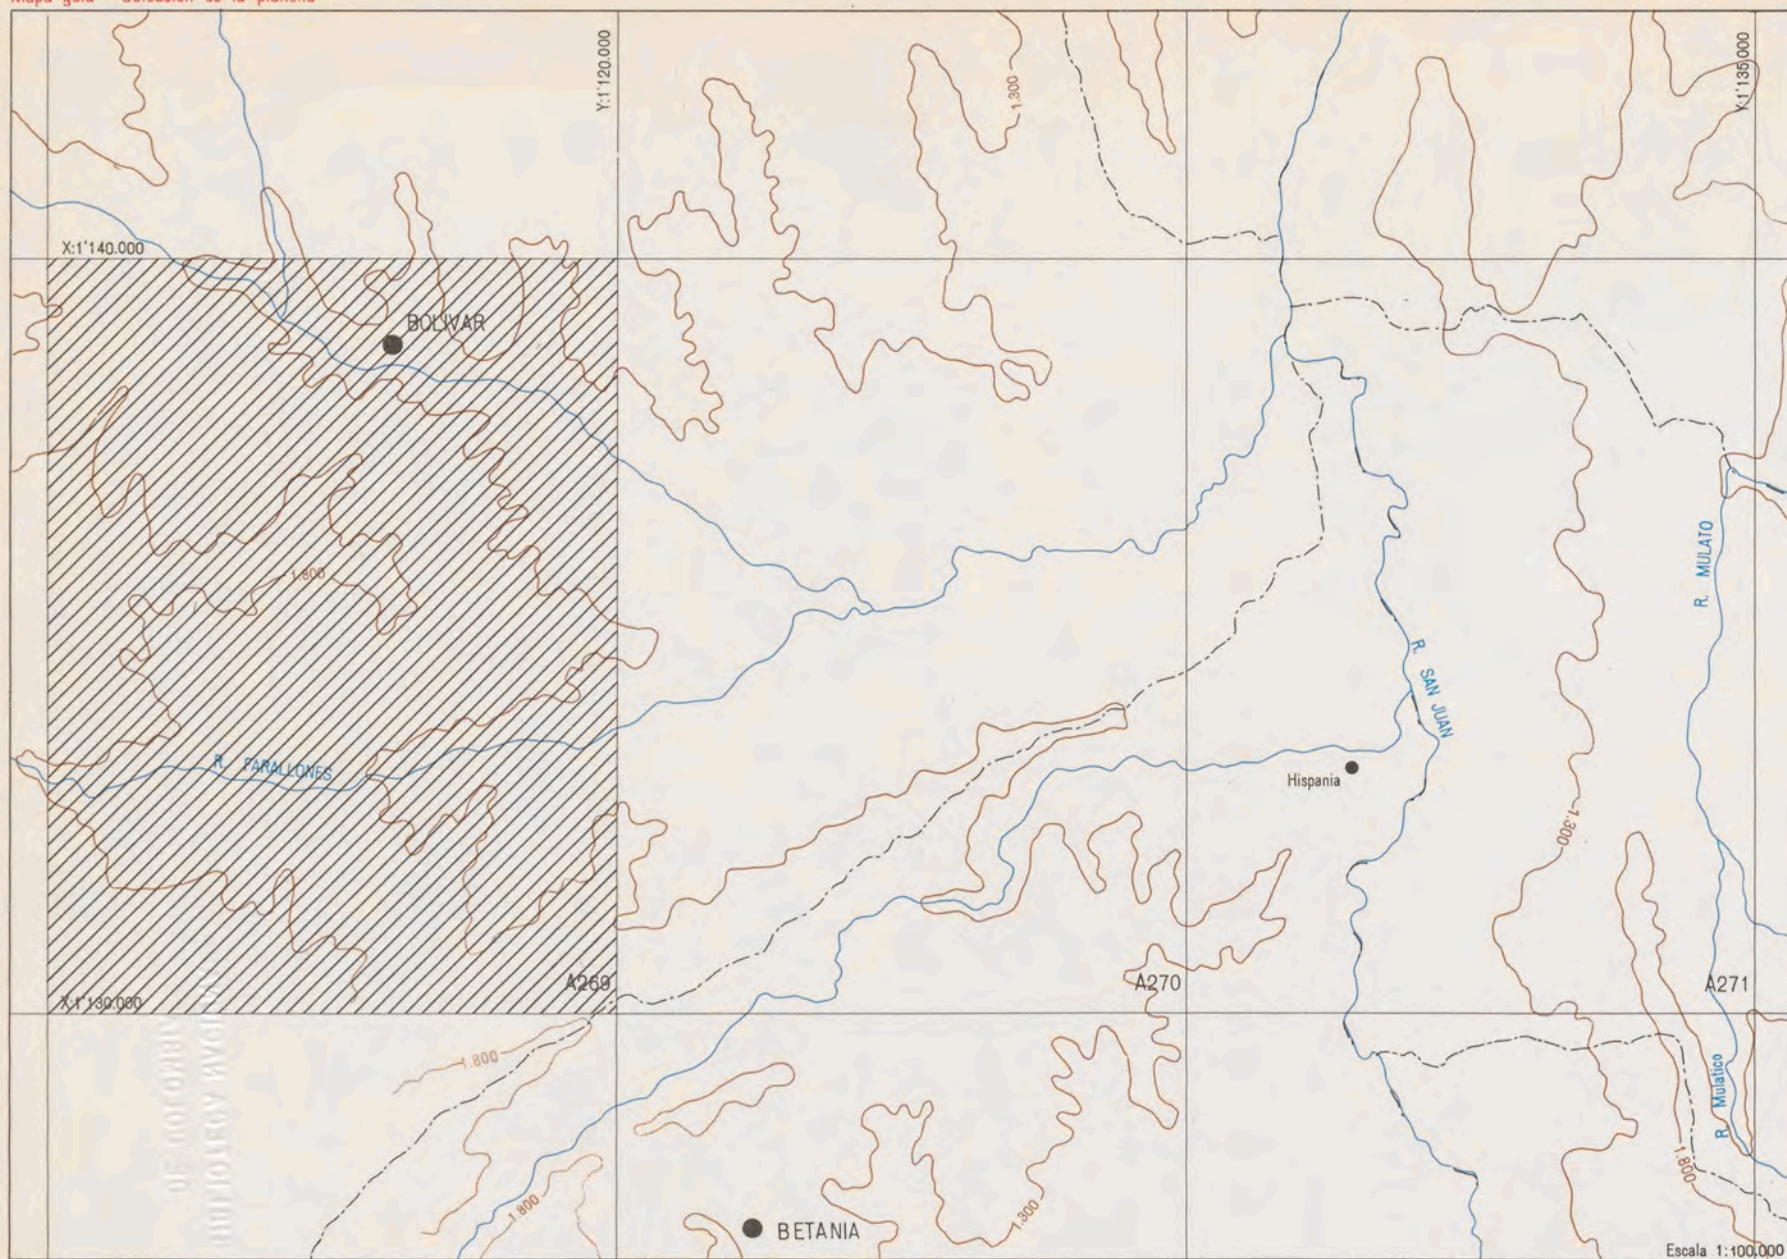 Mapa guía - Ubicación de la plancha
Y:1'120.000
1.300
Y:1'135.000
X:1'140.000
BOLIVAR
R. MULATO
1.800
R. SAN JUAN
R. FARALLONES
Hispania
1.300
A269
A270
A271
X:1'130.000
1.800
R. Mulatico
1.800
1.800
1.300
BETANIA
Escala 1:100.000